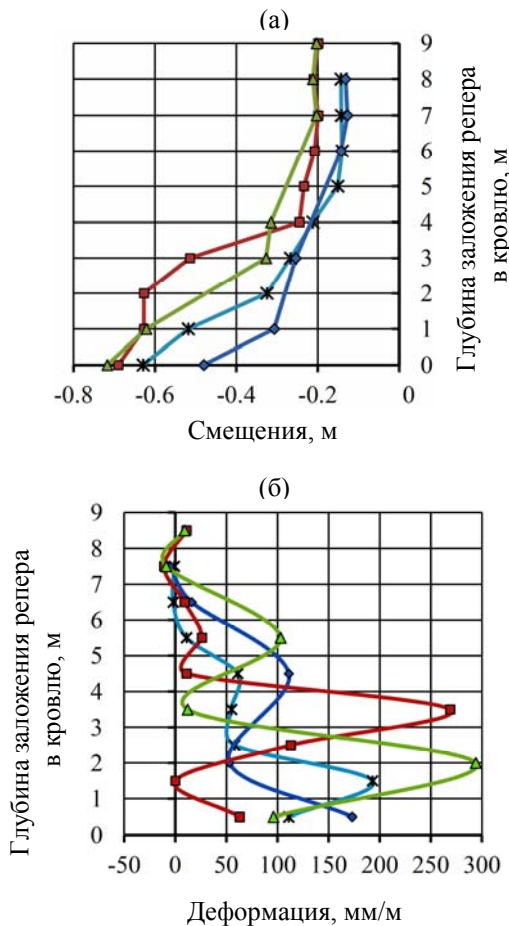 (а)
9
8
7
6
5
4
3
2
1
0
-0.8 -0.6 -0.4 -0.2 0
Глубина заложения репера
в кровлю, м
Смещения, м
(б)
Глубина заложения репера
в кровлю, м
9
8
7
6
5
4
3
2
1
0
-50 0 50 100 150 200 250 300
Деформация, мм/м